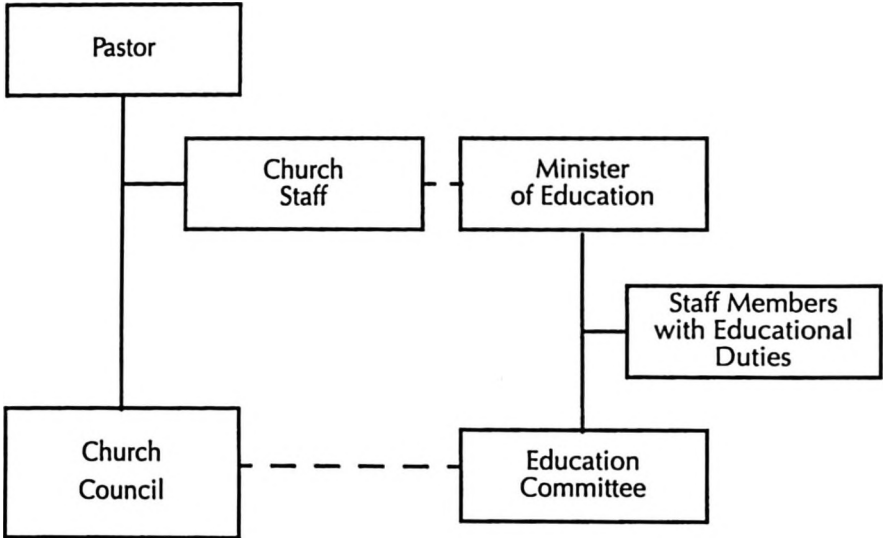 Pastor
Church
Staff
Minister
of Education
Staff Members
with Educational
Duties
Church
Council
Education
Committee